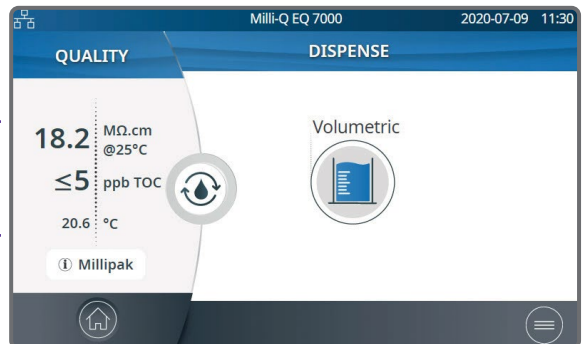 Milli-Q EQ 7000 2020-07-09 11:30
QUALITY
DISPENSE
18.2 MΩ.cm
@25°C
≤5 ppb TOC
20.6 °C
i Millipak
Volumetric